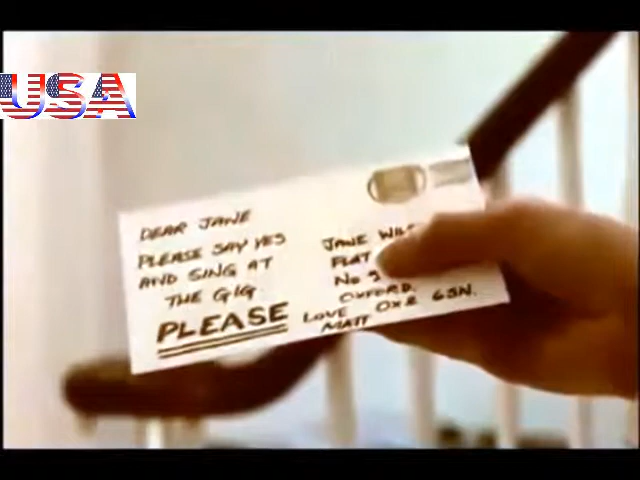 USA
DEAR JANE
PLEASE SAY YES
AND SING AT
THE GIG
PLEASE
JANE
FLAT
No
OXFORD.
OX2 6SN.
LOVE
MATT